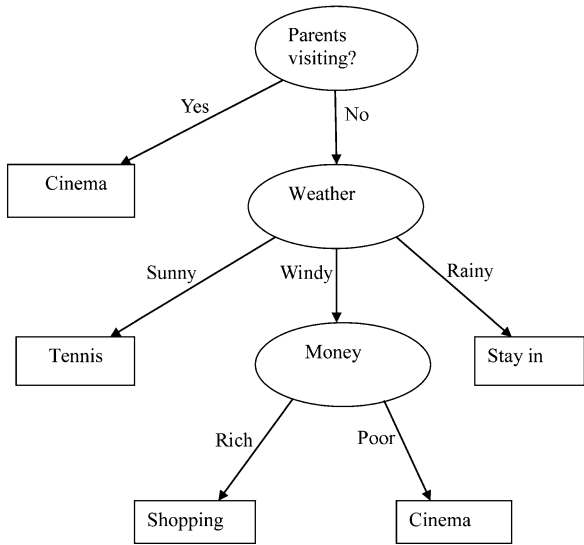 Parents
visiting?
Yes
No
Cinema
Weather
Sunny
Windy
Rainy
Tennis
Money
Stay in
Rich
Poor
Shopping
Cinema